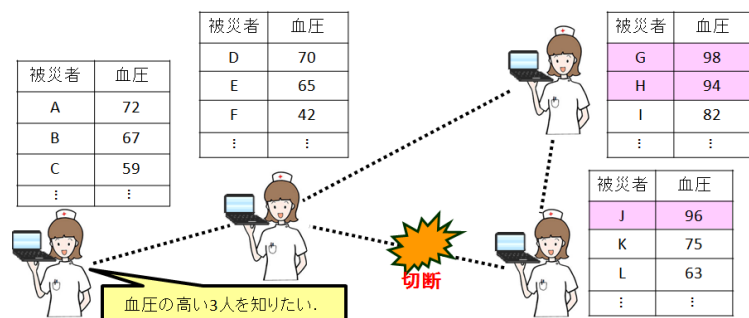 被災者 血圧
A 72
B 67
C 59
⋮ ⋮
被災者 血圧
D 70
E 65
F 42
⋮ ⋮
被災者 血圧
G 98
H 94
I 82
⋮ ⋮
被災者 血圧
J 96
K 75
L 63
⋮ ⋮
切断
血圧の高い3人を知りたい.